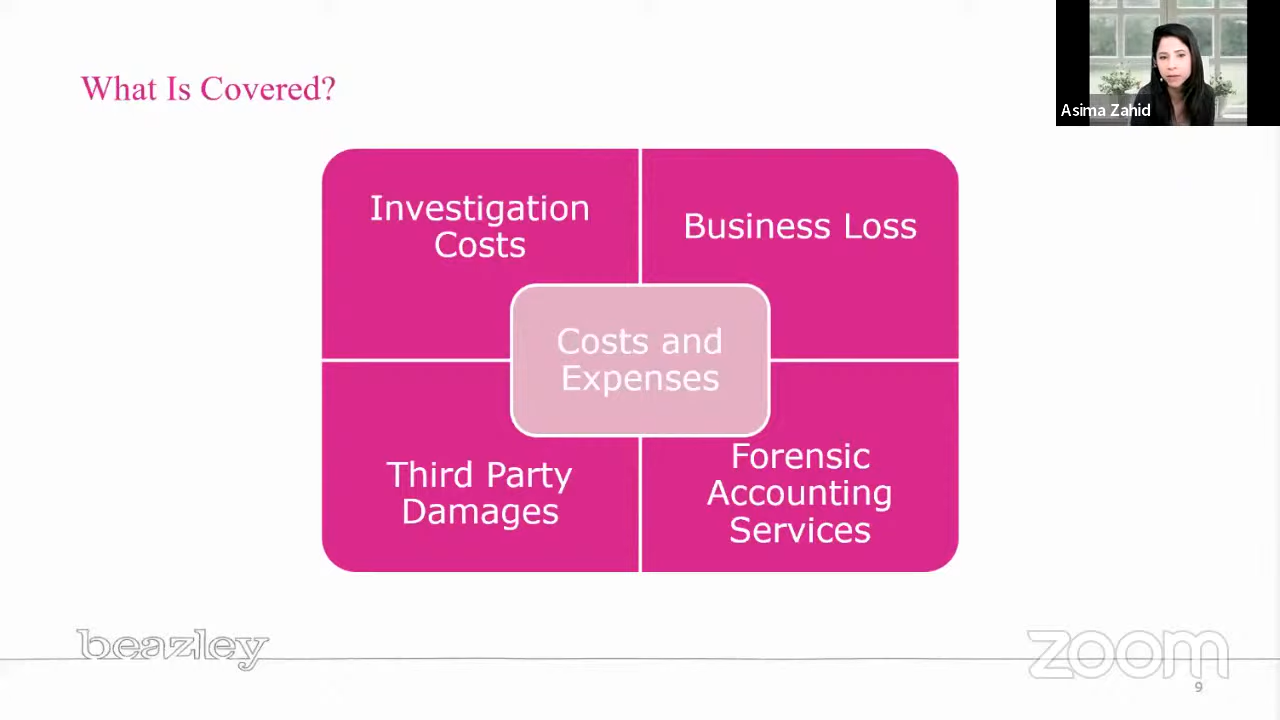 What Is Covered?
Asima Zahid
Investigation
Costs
Business Loss
Costs and
Expenses
Third Party
Damages
Forensic
Accounting
Services
beazley
zoom
9